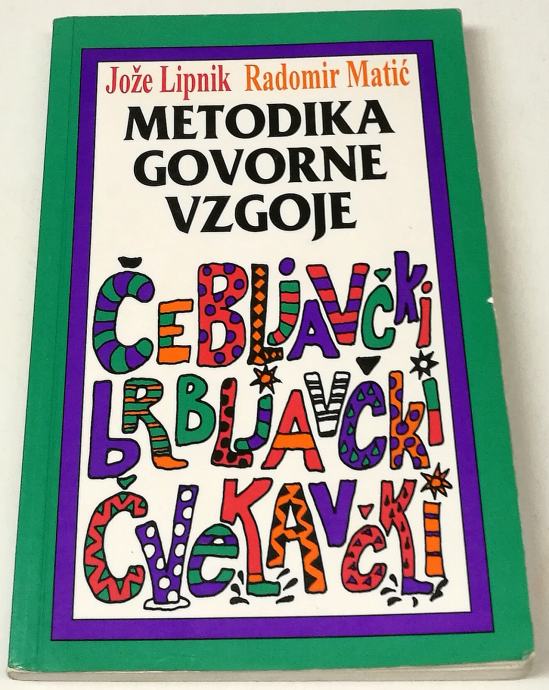 Jože Lipnik Radomir Matić
METODIKA
GOVORNE
VZGOJE
ČEBLjAVČKi
bRBLjAVČKi
ČVeKAVČKi